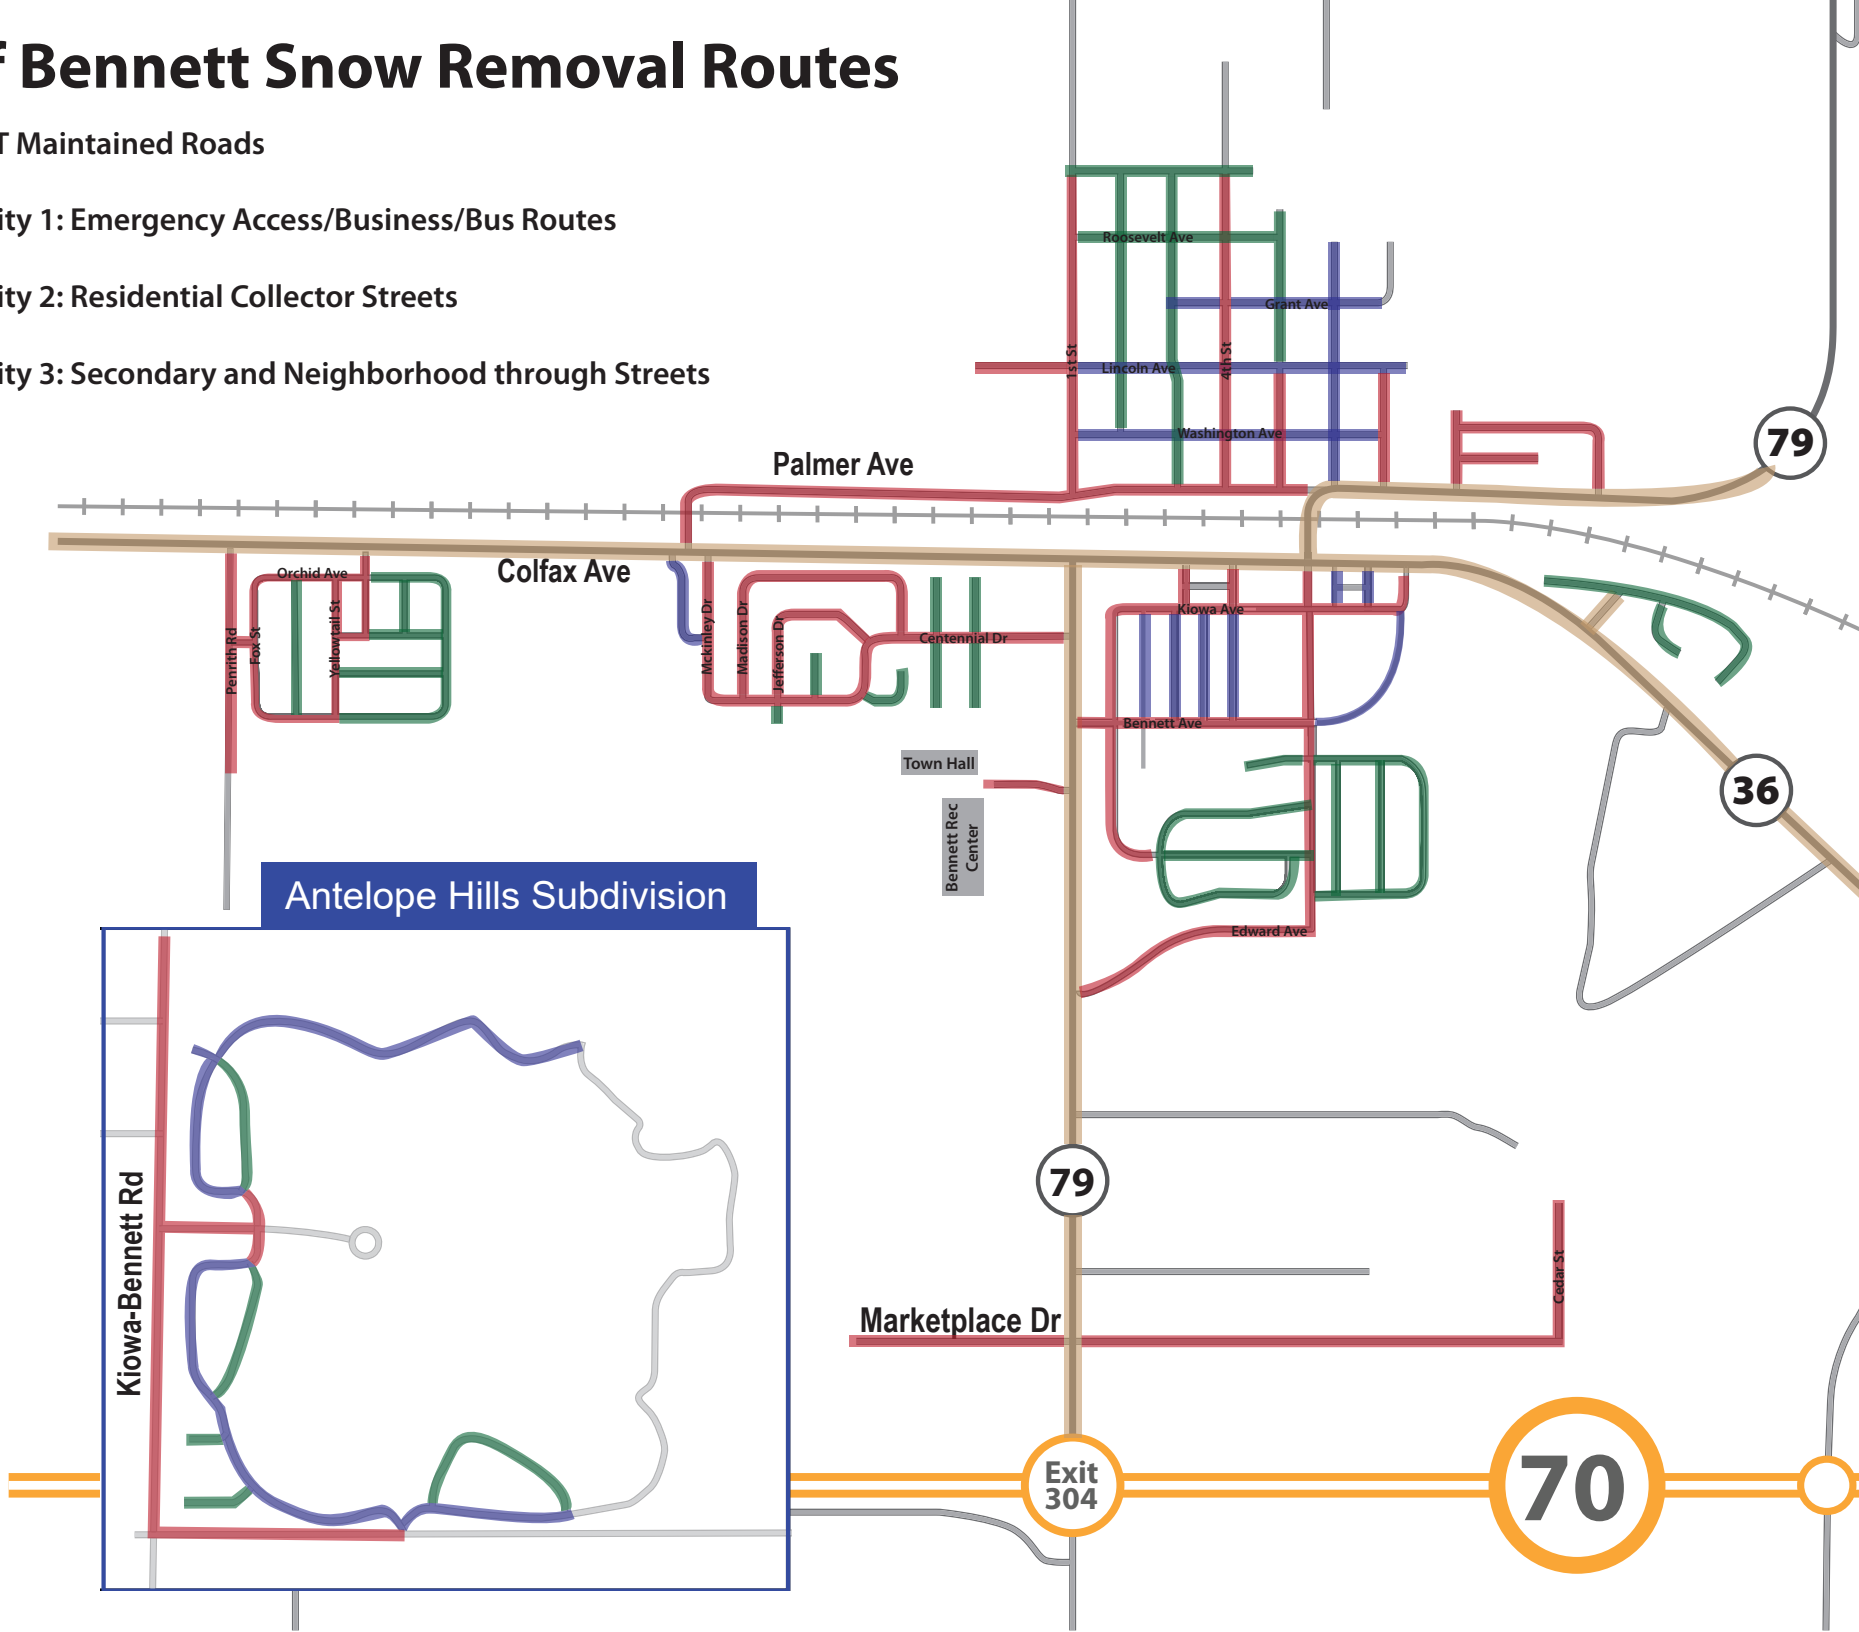 f Bennett Snow Removal Routes
T Maintained Roads
ity 1: Emergency Access/Business/Bus Routes
ity 2: Residential Collector Streets
ity 3: Secondary and Neighborhood through Streets
Roosevelt Ave
Grant Ave
1st St
4th St
Lincoln Ave
Washington Ave
79
Palmer Ave
Colfax Ave
Orchid Ave
Penrith Rd
Fox St
Yellowtail St
Mckinley Dr
Madison Dr
Jefferson Dr
Centennial Dr
Kiowa Ave
Bennett Ave
Town Hall
Bennett Rec
Center
36
Edward Ave
Antelope Hills Subdivision
Kiowa-Bennett Rd
79
Cedar St
Marketplace Dr
Exit
304
70